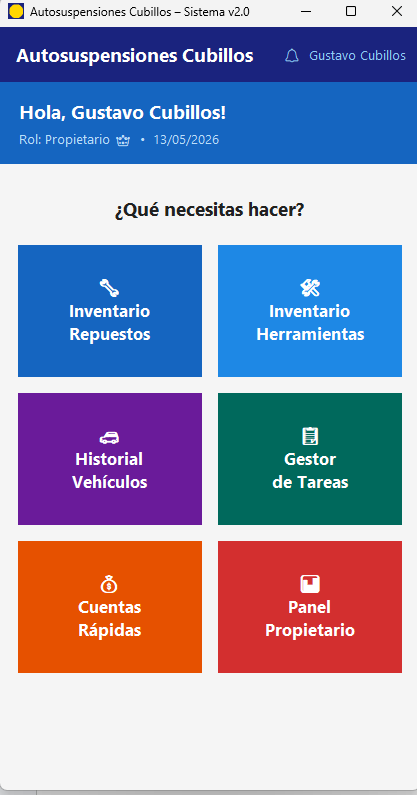 Autosuspensiones Cubillos – Sistema v2.0
Autosuspensiones Cubillos
Gustavo Cubillos
Hola, Gustavo Cubillos!
Rol: Propietario • 13/05/2026
¿Qué necesitas hacer?
Inventario
Repuestos
Inventario
Herramientas
Historial
Vehículos
Gestor
de Tareas
Cuentas
Rápidas
Panel
Propietario